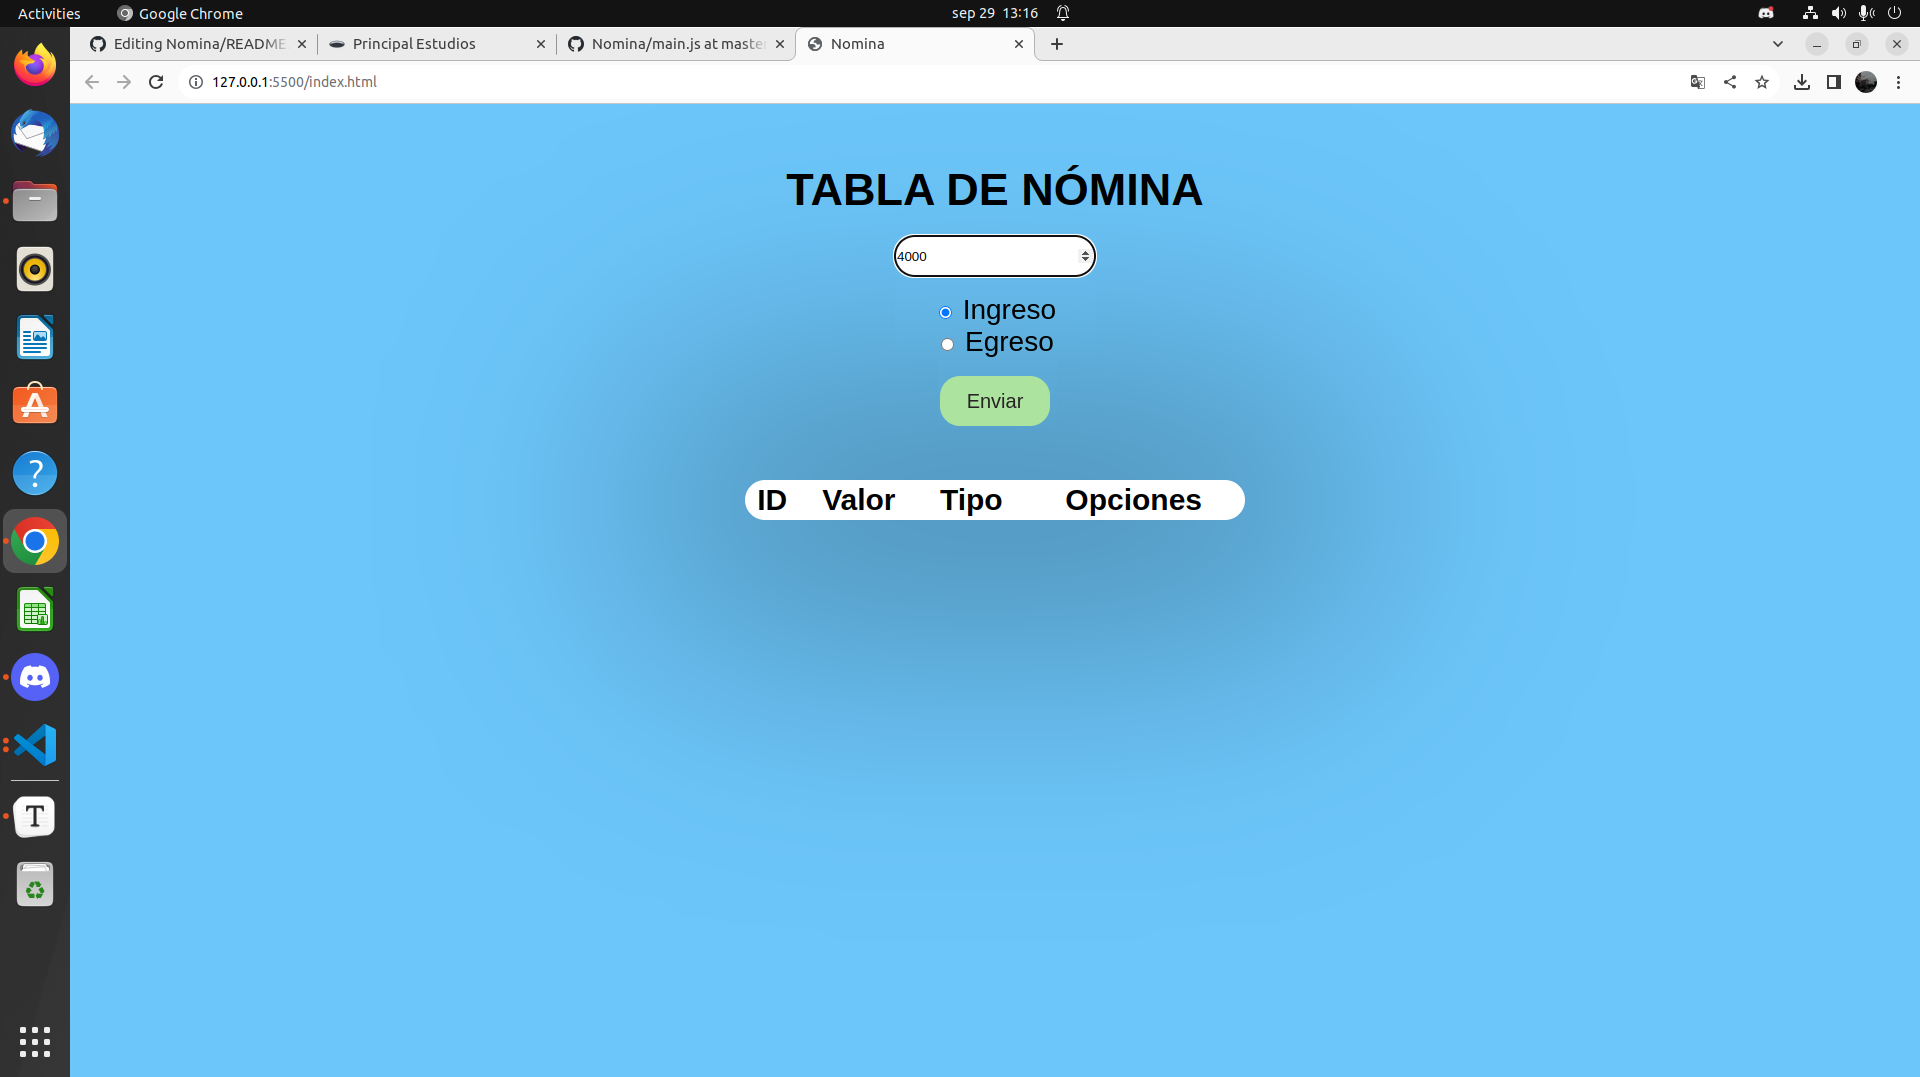 Activities
Google Chrome
sep 29 13:16
Editing Nomina/README
Principal Estudios
Nomina/main.js at maste
Nomina
127.0.0.1:5500/index.html
TABLA DE NÓMINA
4000
Ingreso
Egreso
Enviar
ID Valor Tipo Opciones